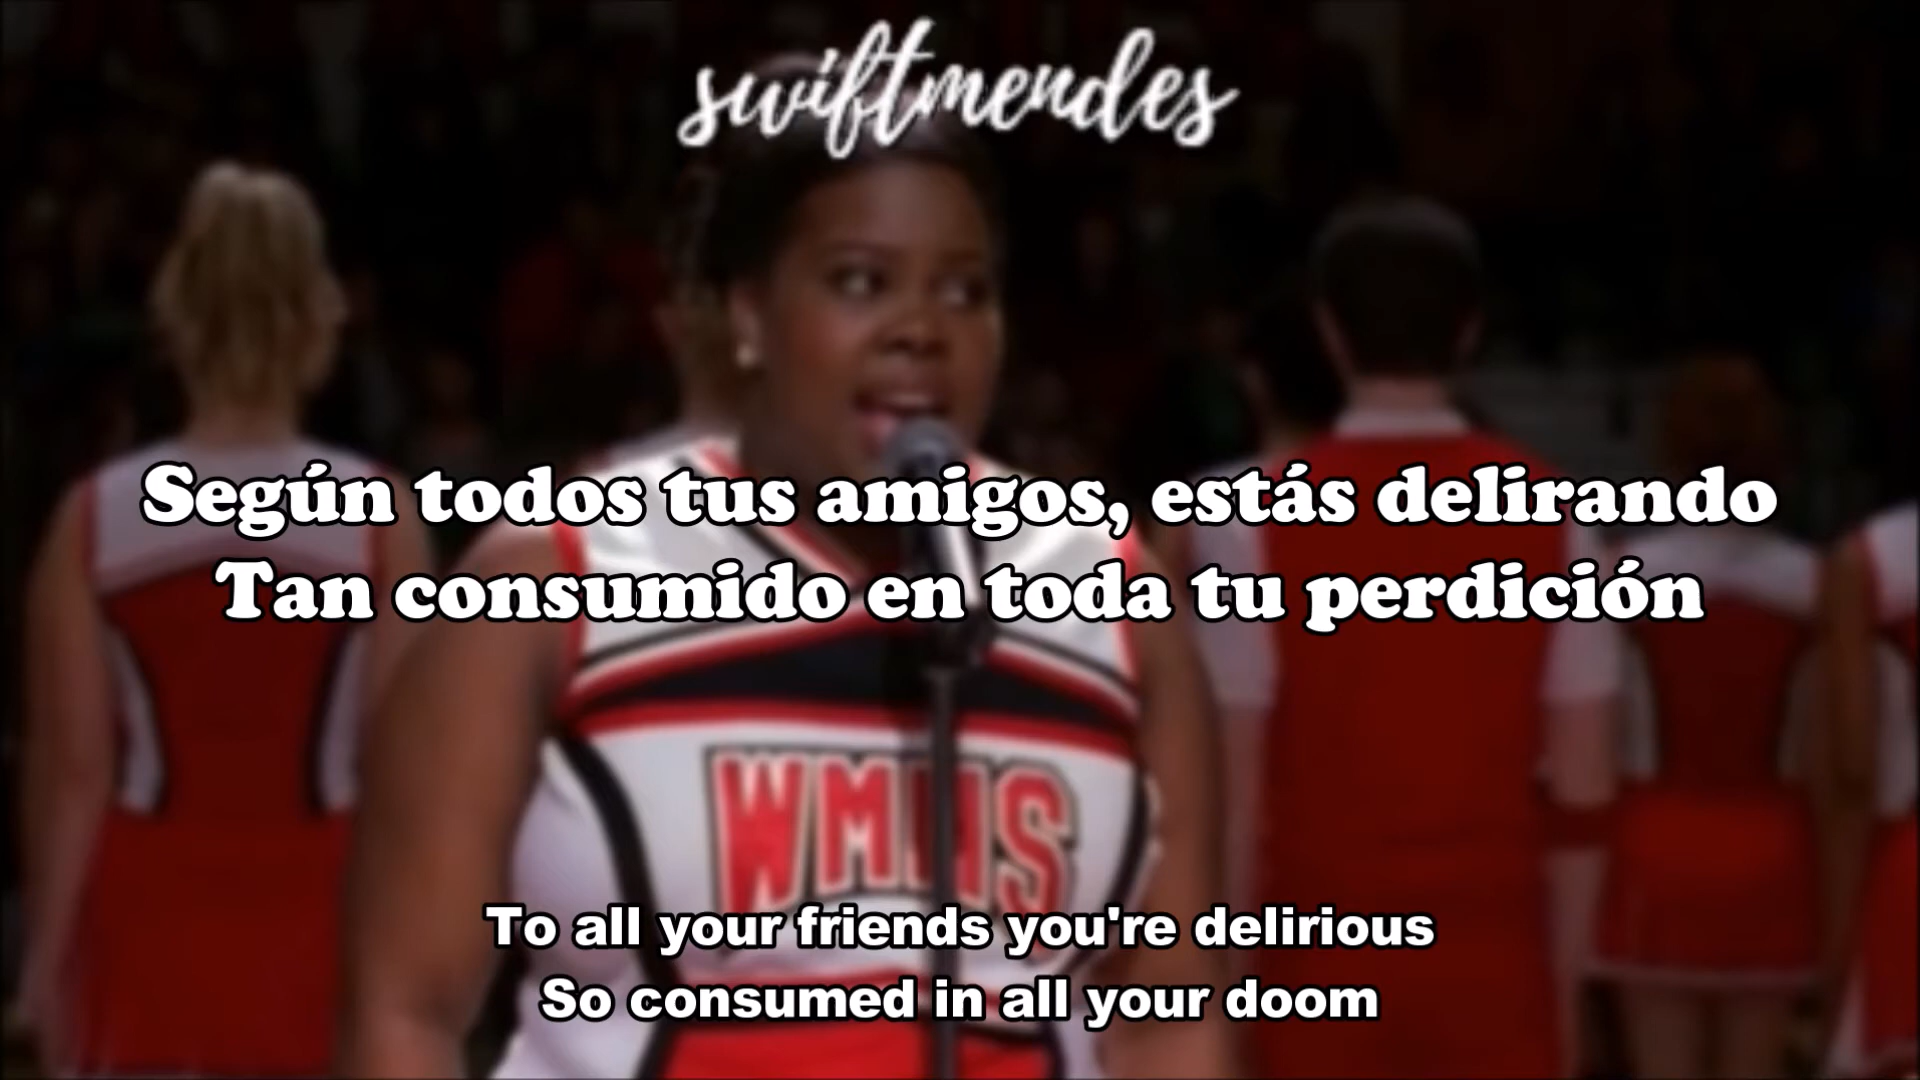 swiftmendes
Según todos tus amigos, estás delirando
Tan consumido en toda tu perdición
WMHS
To all your friends you're delirious
So consumed in all your doom